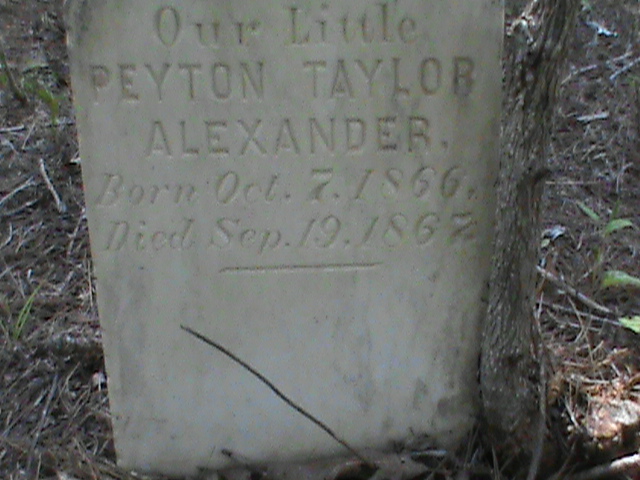 Our Little
PEYTON TAYLOR
ALEXANDER.
Born Oct. 7. 1866.
Died Sep. 19. 1867.